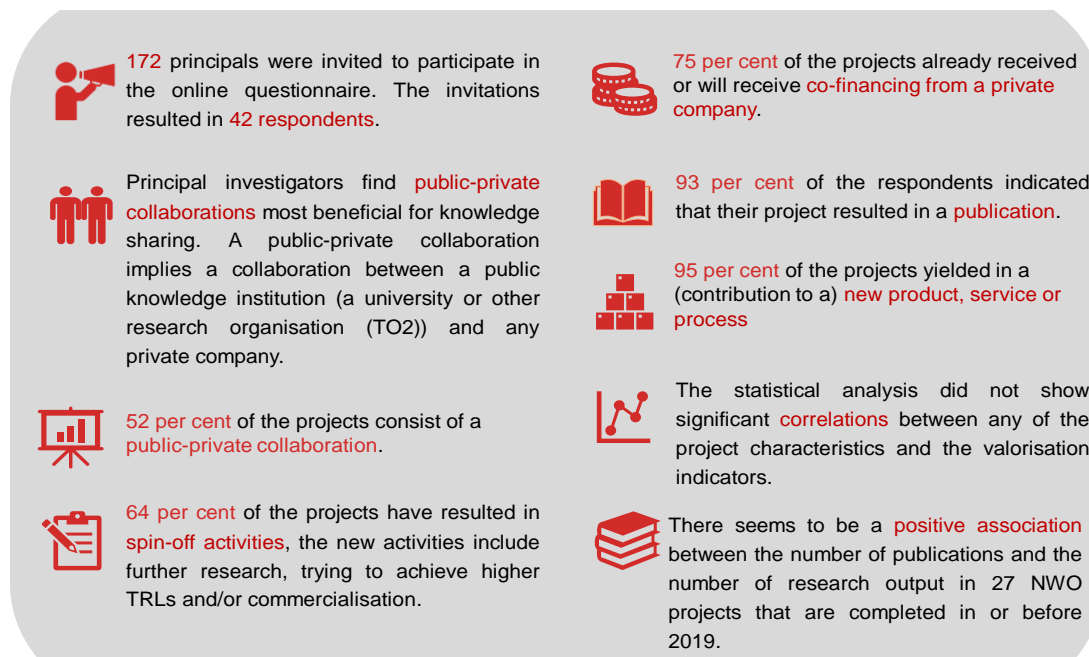 172 principals were invited to participate in
the online questionnaire. The invitations
resulted in 42 respondents.
Principal investigators find public-private
collaborations most beneficial for knowledge
sharing. A public-private collaboration
implies a collaboration between a public
knowledge institution (a university or other
research organisation (TO2)) and any
private company.
52 per cent of the projects consist of a
public-private collaboration.
64 per cent of the projects have resulted in
spin-off activities, the new activities include
further research, trying to achieve higher
TRLs and/or commercialisation.
75 per cent of the projects already received
or will receive co-financing from a private
company.
93 per cent of the respondents indicated
that their project resulted in a publication.
95 per cent of the projects yielded in a
(contribution to a) new product, service or
process
The statistical analysis did not show
significant correlations between any of the
project characteristics and the valorisation
indicators.
There seems to be a positive association
between the number of publications and the
number of research output in 27 NWO
projects that are completed in or before
2019.